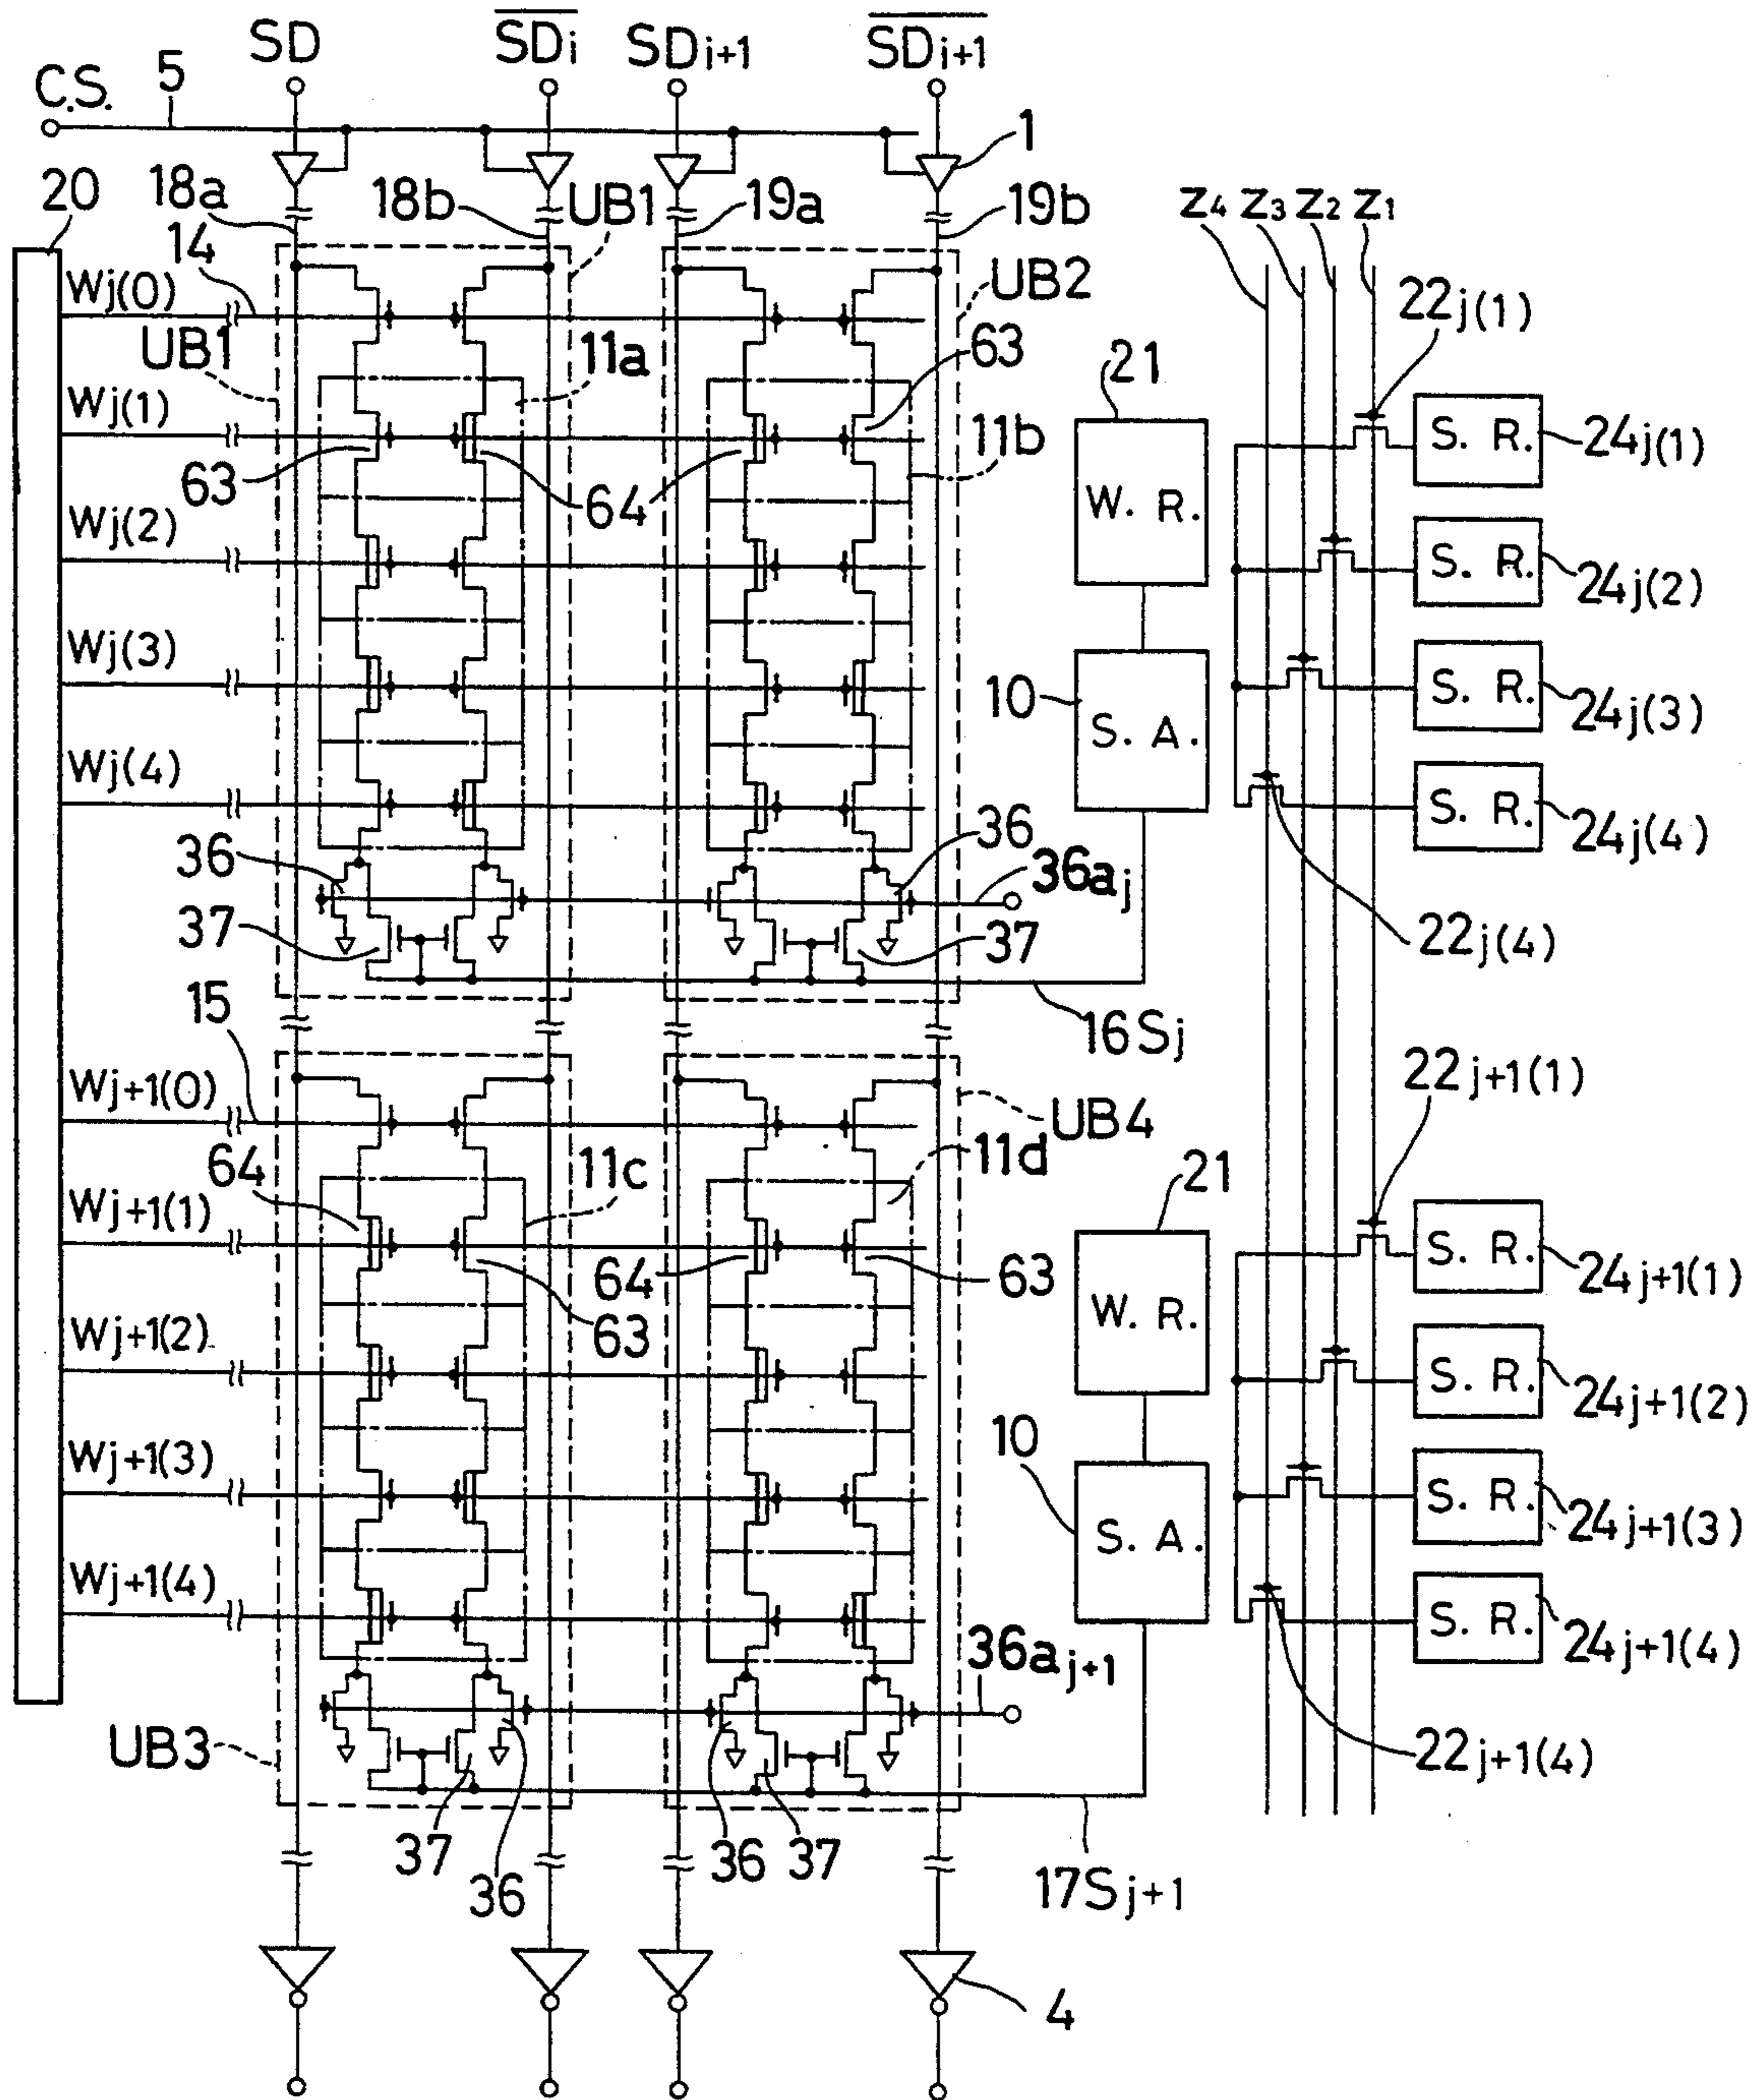 SD S̅D̅i̅ SDi+1 S̅D̅i̅+̅1̅
C.S. 5
1
20 18a 18b UB1 19a 19b Z4 Z3 Z2 Z1
14
Wj(0) UB2 22j(1)
UB1 11a 63
Wj(1) 21 S. R. 24j(1)
63 64 11b
Wj(2) W. R. S. R. 24j(2)
Wj(3) 10 S. R. 24j(3)
S. A.
Wj(4) S. R. 24j(4)
36 36 36aj
37 37 22j(4)
15 16Sj
Wj+1(0) UB4 22j+1(1)
64 11c 11d 21
Wj+1(1) 64 63 S. R. 24j+1(1)
63 W. R.
Wj+1(2) S. R. 24j+1(2)
Wj+1(3) 10 S. R. 24j+1(3)
S. A.
Wj+1(4) S. R. 24j+1(4)
36aj+1
UB3 22j+1(4)
37 36 36 37 17Sj+1
4